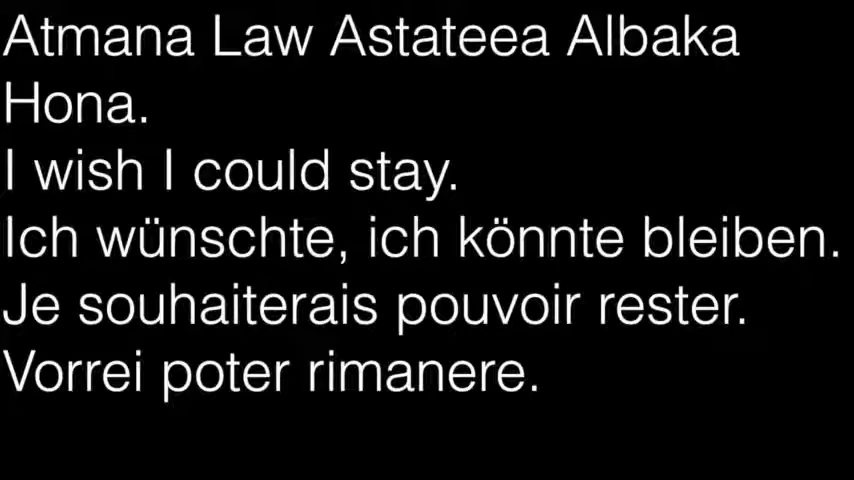 Atmana Law Astateea Albaka
Hona.
I wish I could stay.
Ich wünschte, ich könnte bleiben.
Je souhaiterais pouvoir rester.
Vorrei poter rimanere.